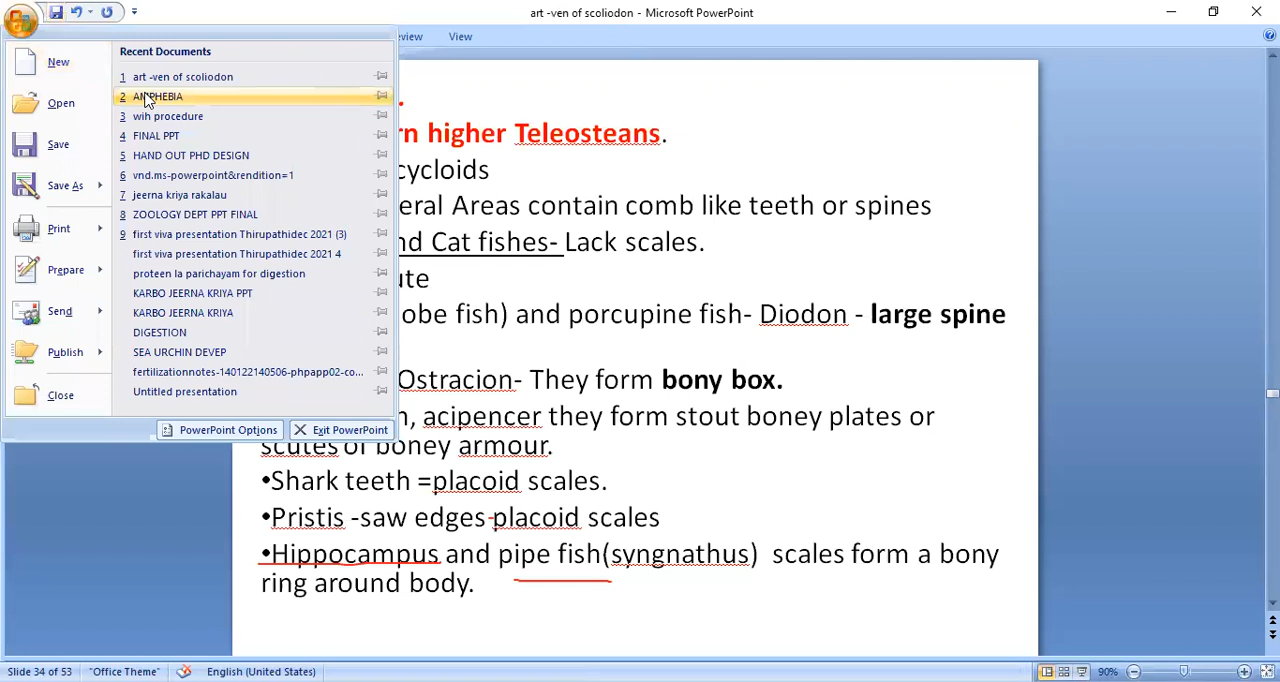 art -ven of scoliodon - Microsoft PowerPoint
eview View
New
Open
Save
Save As
Print
Prepare
Send
Publish
Close
Recent Documents
1 art -ven of scoliodon
2 AMPHEBIA
3 wih procedure
4 FINAL PPT
5 HAND OUT PHD DESIGN
6 vnd.ms-powerpoint&rendition=1
7 jeerna kriya rakalau
8 ZOOLOGY DEPT PPT FINAL
9 first viva presentation Thirupathidec 2021 (3)
first viva presentation Thirupathidec 2021 4
proteen la parichayam for digestion
KARBO JEERNA KRIYA PPT
KARBO JEERNA KRIYA
DIGESTION
SEA URCHIN DEVEP
fertilizationnotes-140122140506-phpapp02-co...
Untitled presentation
PowerPoint Options Exit PowerPoint
rn higher Teleosteans.
cycloids
eral Areas contain comb like teeth or spines
nd Cat fishes- Lack scales.
ute
obe fish) and porcupine fish- Diodon - large spine
Ostracion- They form bony box.
, acipencer they form stout boney plates or
scutes of boney armour.
•Shark teeth =placoid scales.
•Pristis -saw edges-placoid scales
•Hippocampus and pipe fish(syngnathus) scales form a bony
ring around body.
Slide 34 of 53 "Office Theme" English (United States) 90%